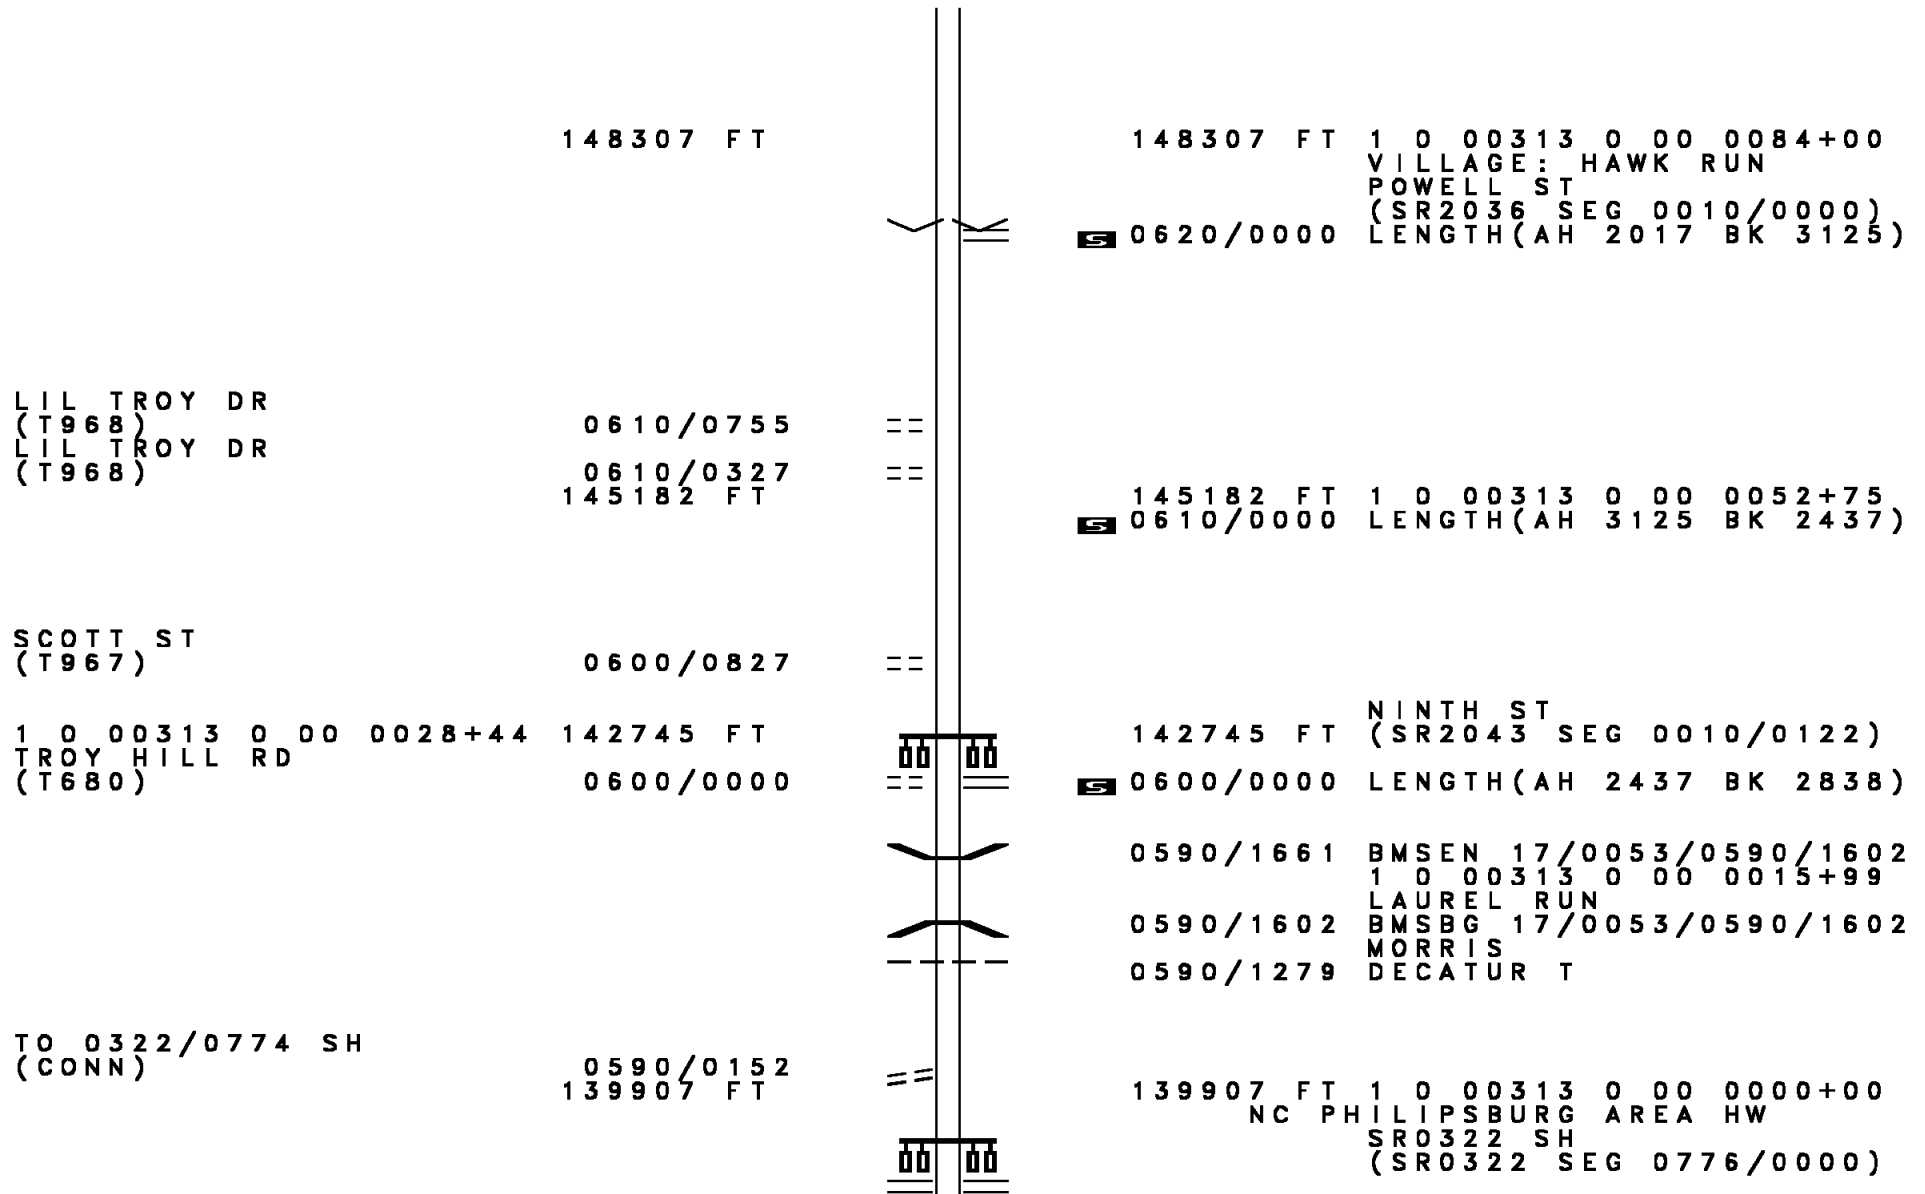 148307 FT 148307 FT 1 0 00313 0 00 0084+00
VILLAGE: HAWK RUN
POWELL ST
(SR2036 SEG 0010/0000)
S 0620/0000 LENGTH(AH 2017 BK 3125)
LIL TROY DR
(T968) 0610/0755
LIL TROY DR
(T968) 0610/0327
145182 FT 145182 FT 1 0 00313 0 00 0052+75
S 0610/0000 LENGTH(AH 3125 BK 2437)
SCOTT ST
(T967) 0600/0827
NINTH ST
1 0 00313 0 00 0028+44 142745 FT 142745 FT (SR2043 SEG 0010/0122)
TROY HILL RD
(T680) 0600/0000 S 0600/0000 LENGTH(AH 2437 BK 2838)
0590/1661 BMSEN 17/0053/0590/1602
1 0 00313 0 00 0015+99
LAUREL RUN
0590/1602 BMSBG 17/0053/0590/1602
MORRIS
0590/1279 DECATUR T
TO 0322/0774 SH
(CONN) 0590/0152
139907 FT 139907 FT 1 0 00313 0 00 0000+00
NC PHILIPSBURG AREA HW
SR0322 SH
(SR0322 SEG 0776/0000)